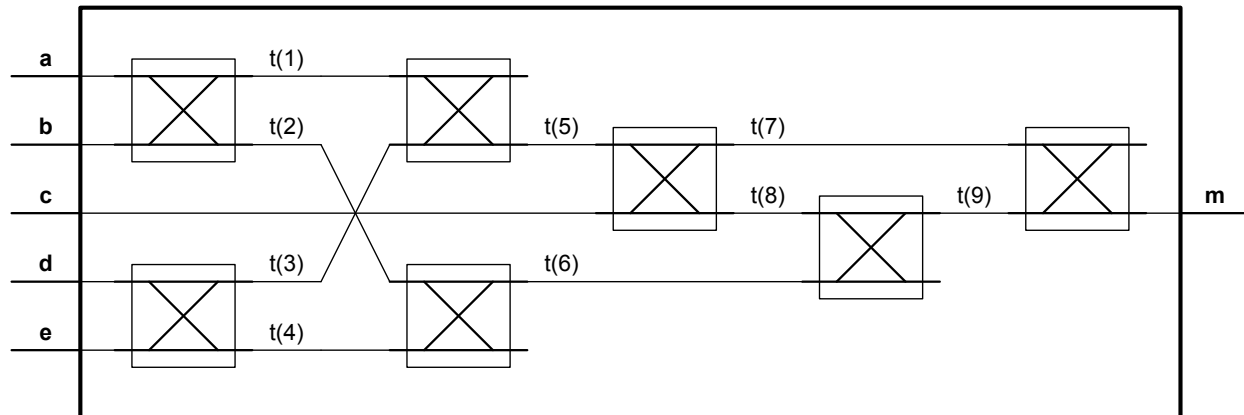 a t(1)
b t(2) t(5) t(7)
c t(8) t(9) m
d t(3) t(6)
e t(4)